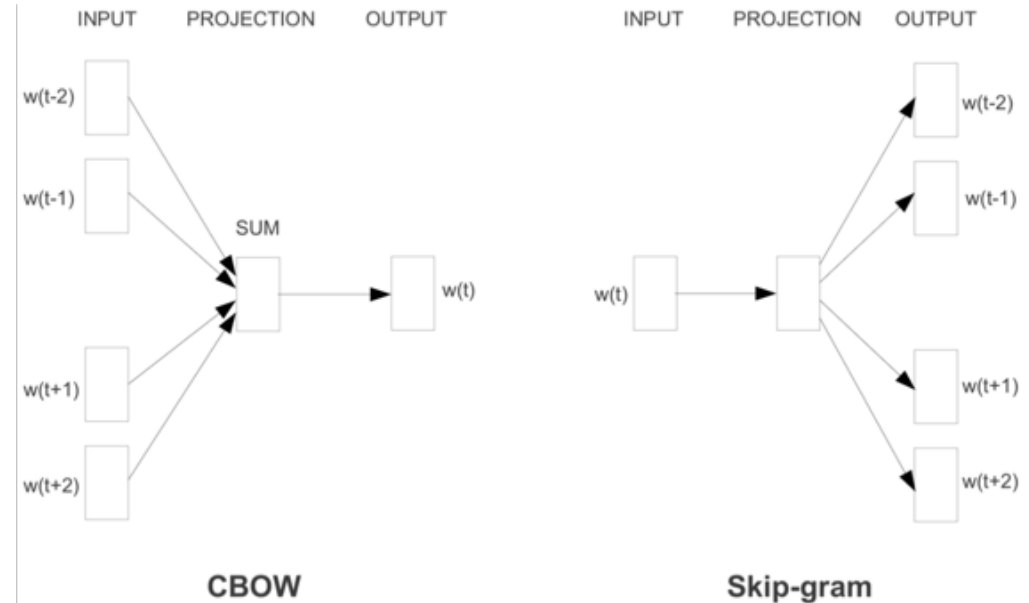 INPUT PROJECTION OUTPUT
w(t-2)
w(t-1)
SUM
w(t)
w(t+1)
w(t+2)
CBOW
INPUT PROJECTION OUTPUT
w(t-2)
w(t-1)
w(t)
w(t+1)
w(t+2)
Skip-gram